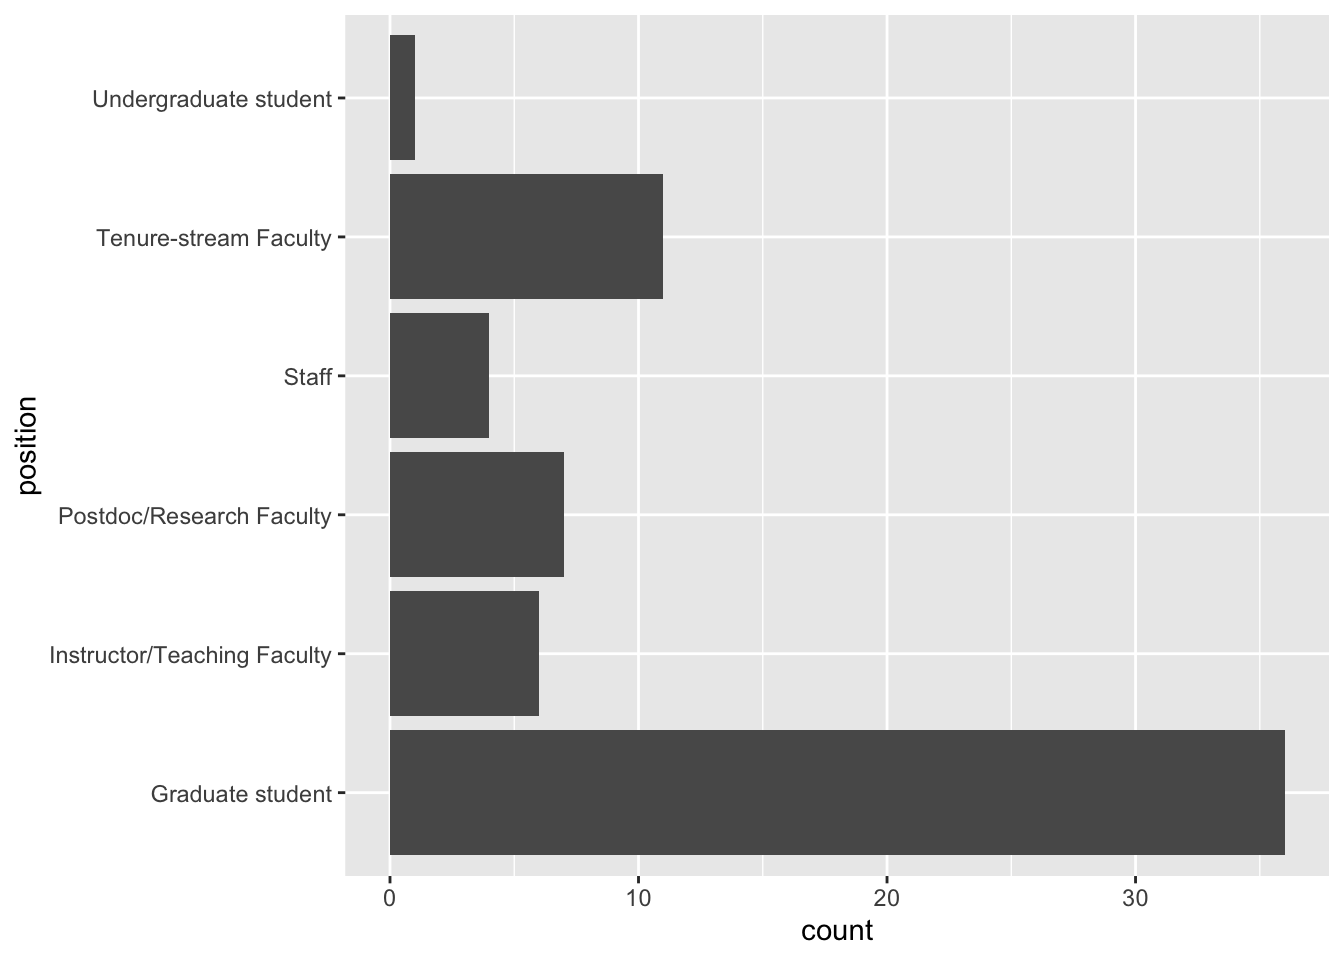 Undergraduate student
Tenure-stream Faculty
Staff
Postdoc/Research Faculty
Instructor/Teaching Faculty
Graduate student
position
0 10 20 30
count